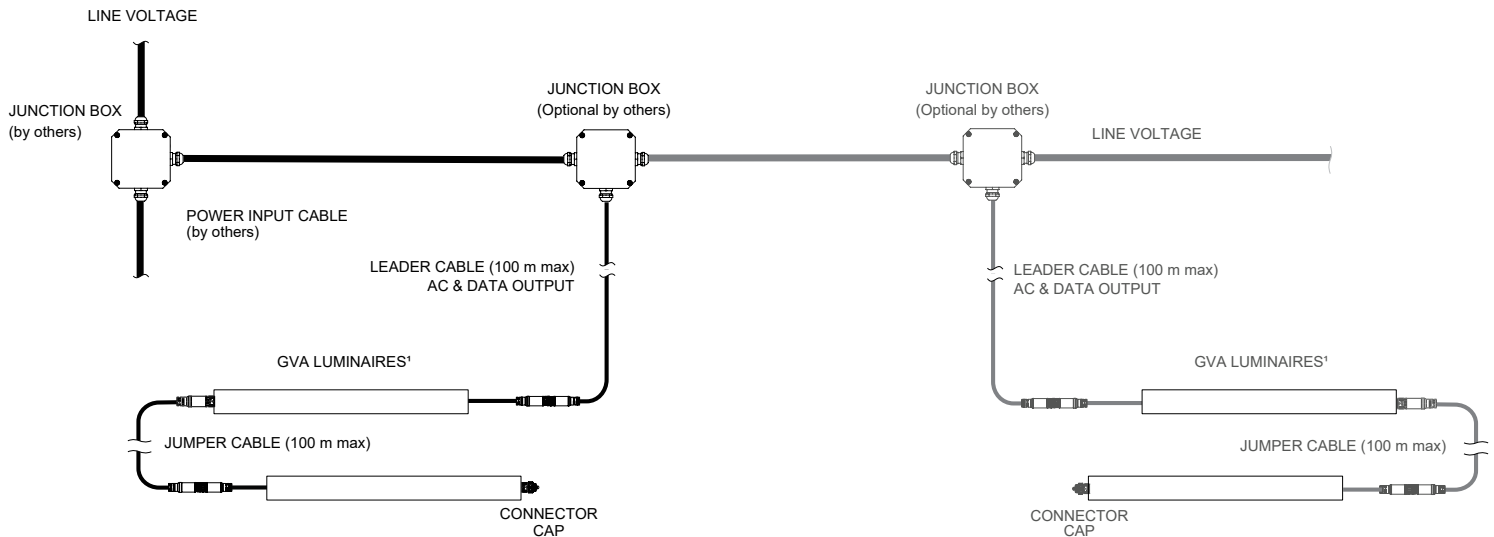 LINE VOLTAGE
JUNCTION BOX
(by others)
JUNCTION BOX
(Optional by others)
JUNCTION BOX
(Optional by others)
LINE VOLTAGE
POWER INPUT CABLE
(by others)
LEADER CABLE (100 m max)
AC & DATA OUTPUT
LEADER CABLE (100 m max)
AC & DATA OUTPUT
GVA LUMINAIRES¹
GVA LUMINAIRES¹
JUMPER CABLE (100 m max)
JUMPER CABLE (100 m max)
CONNECTOR
CAP
CONNECTOR
CAP